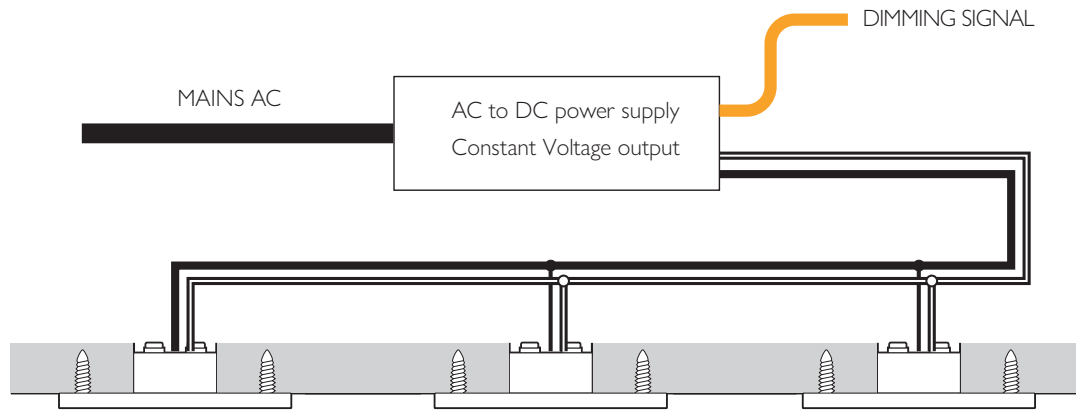 DIMMING SIGNAL
MAINS AC
AC to DC power supply
Constant Voltage output